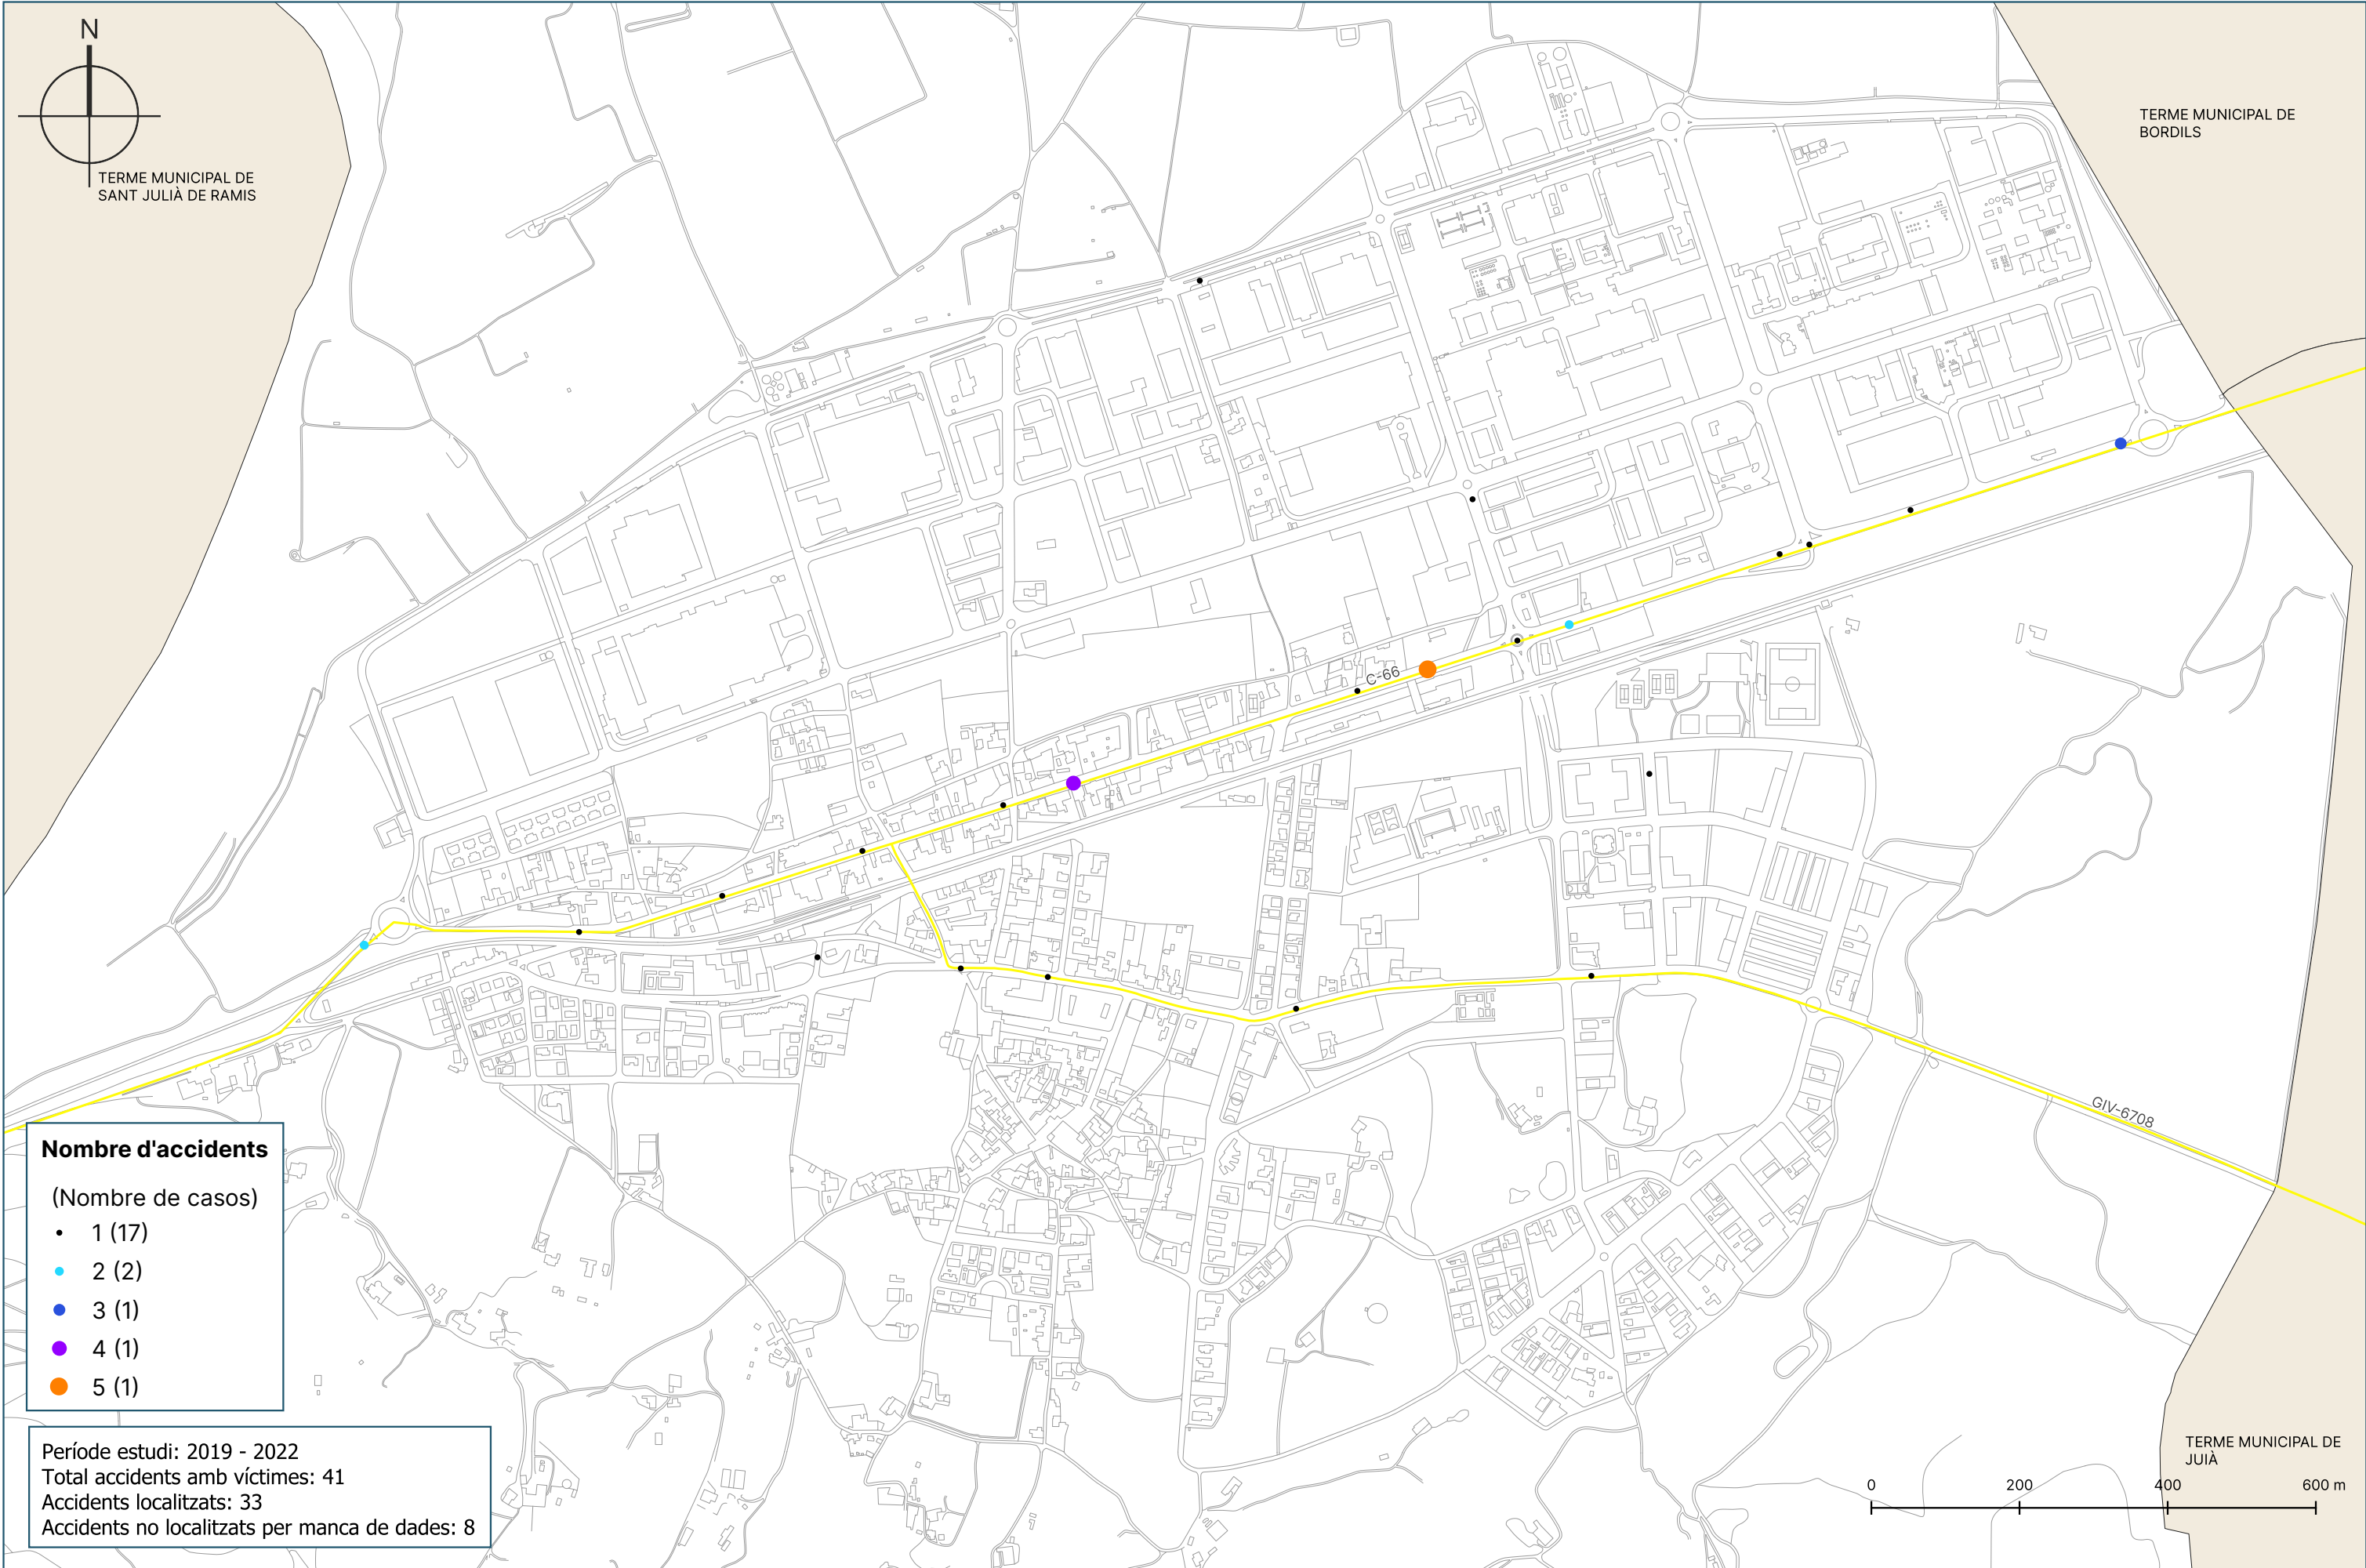 N
TERME MUNICIPAL DE
SANT JULIÀ DE RAMIS
TERME MUNICIPAL DE
BORDILS
C-66
GIV-6708
Nombre d'accidents
(Nombre de casos)
1 (17)
2 (2)
3 (1)
4 (1)
5 (1)
Període estudi: 2019 - 2022
Total accidents amb víctimes: 41
Accidents localitzats: 33
Accidents no localitzats per manca de dades: 8
TERME MUNICIPAL DE
JUIÀ
0 200 400 600 m